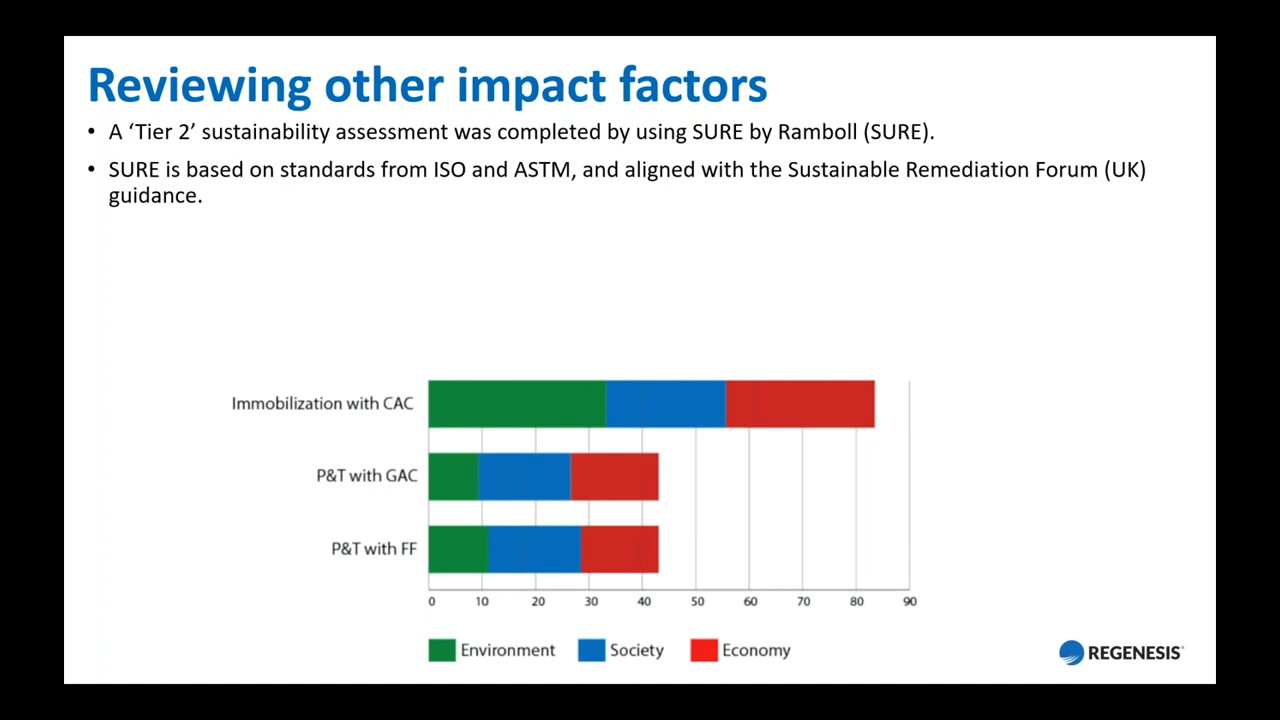 Reviewing other impact factors
• A ‘Tier 2’ sustainability assessment was completed by using SURE by Ramboll (SURE).
• SURE is based on standards from ISO and ASTM, and aligned with the Sustainable Remediation Forum (UK)
guidance.
Immobilization with CAC
P&T with GAC
P&T with FF
0 10 20 30 40 50 60 70 80 90
Environment Society Economy
REGENESIS®